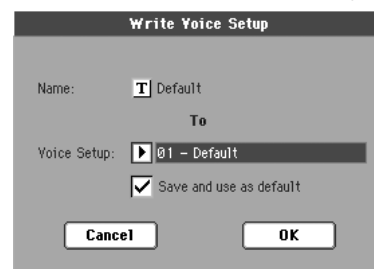 Write Voice Setup
Name: T Default
To
Voice Setup: 01 - Default
Save and use as default
Cancel OK